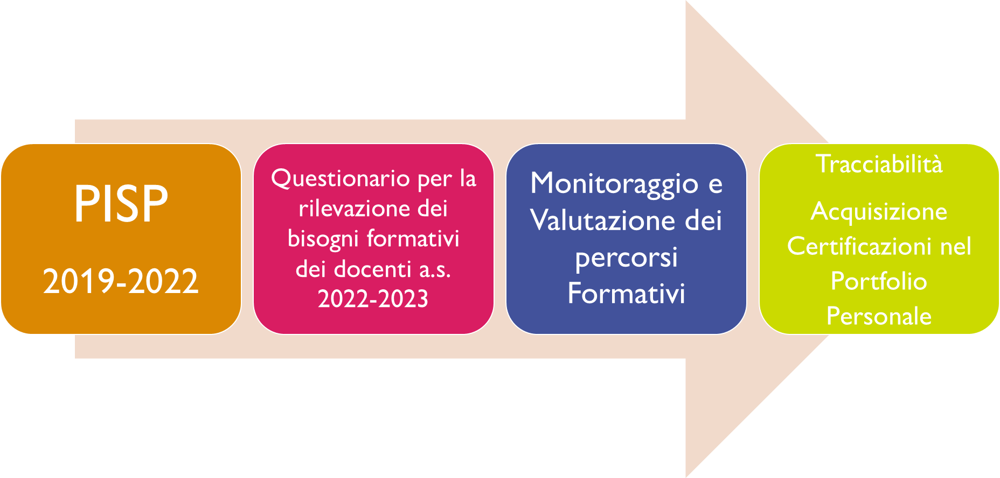 PISP
2019-2022
Questionario per la
rilevazione dei
bisogni formativi
dei docenti a.s.
2022-2023
Monitoraggio e
Valutazione dei
percorsi
Formativi
Tracciabilità
Acquisizione
Certificazioni nel
Portfolio
Personale